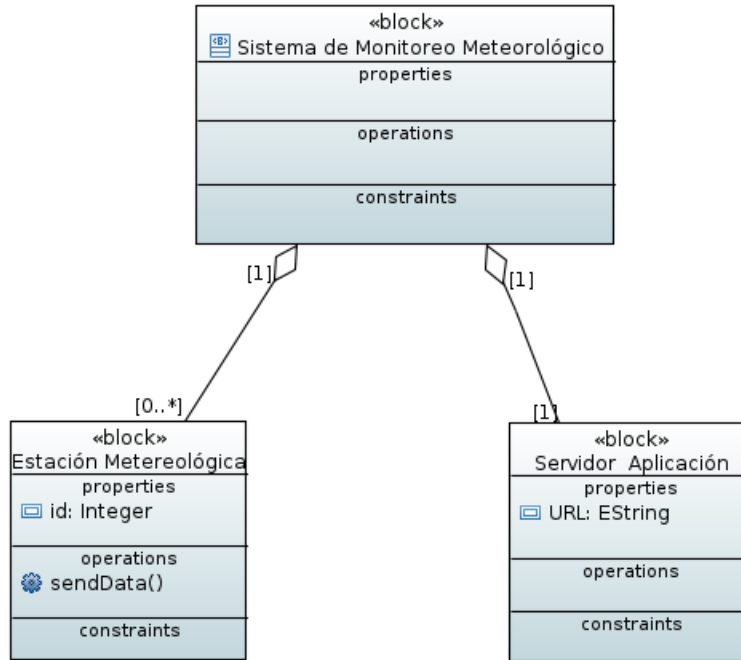 «block»
Sistema de Monitoreo Meteorológico
properties
operations
constraints
[1]
[1]
[0..*]
[1]
«block»
Estación Metereológica
properties
id: Integer
operations
sendData()
constraints
«block»
Servidor Aplicación
properties
URL: EString
operations
constraints